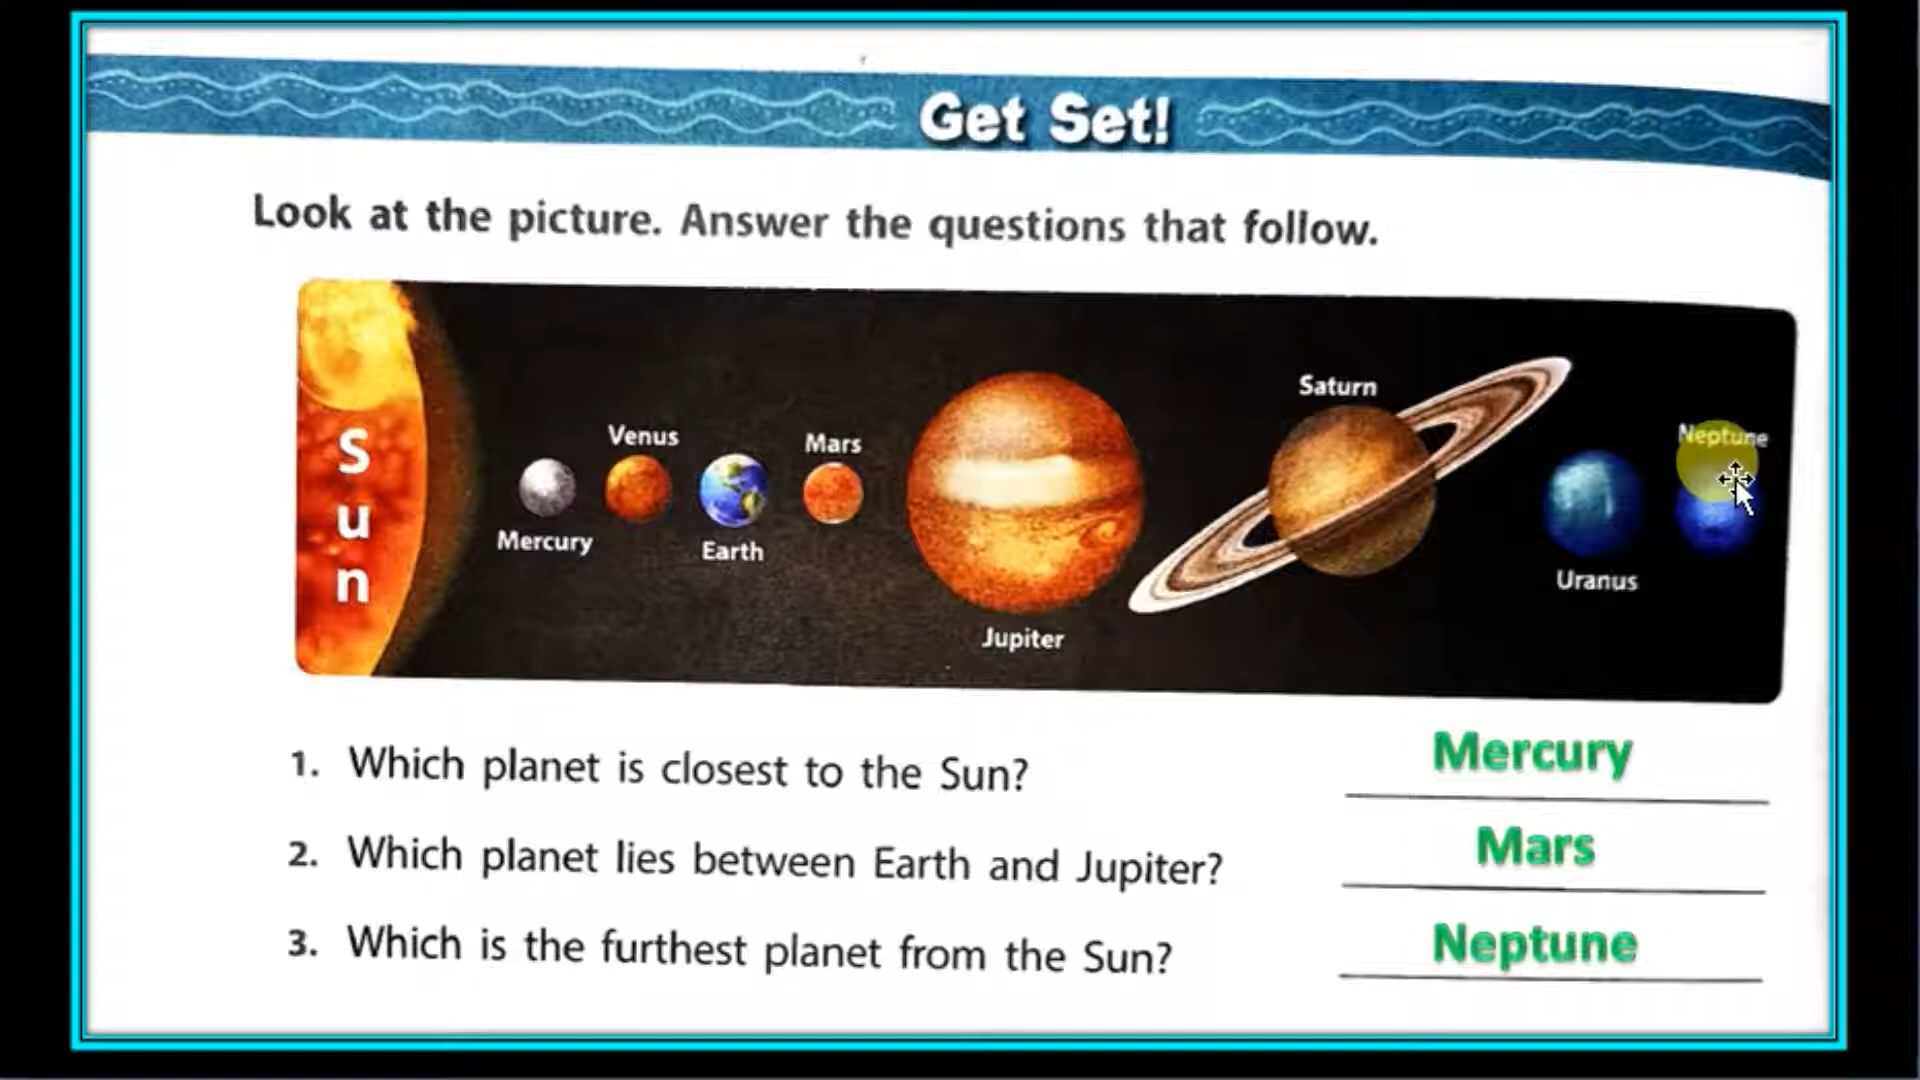 Get Set!
Look at the picture. Answer the questions that follow.
Sun
Mercury
Venus
Earth
Mars
Jupiter
Saturn
Uranus
Neptune
1. Which planet is closest to the Sun? Mercury
2. Which planet lies between Earth and Jupiter? Mars
3. Which is the furthest planet from the Sun? Neptune